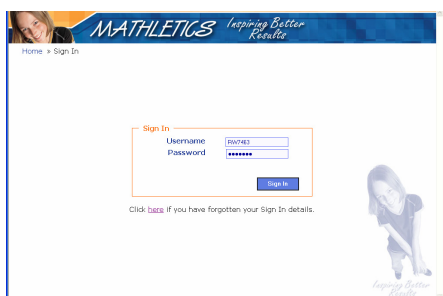 MATHLETICS Inspiring Better
Results
Home » Sign In
Sign In
Username RW7463
Password •••••••
Sign In
Click here if you have forgotten your Sign In details.
Inspiring Better
Results